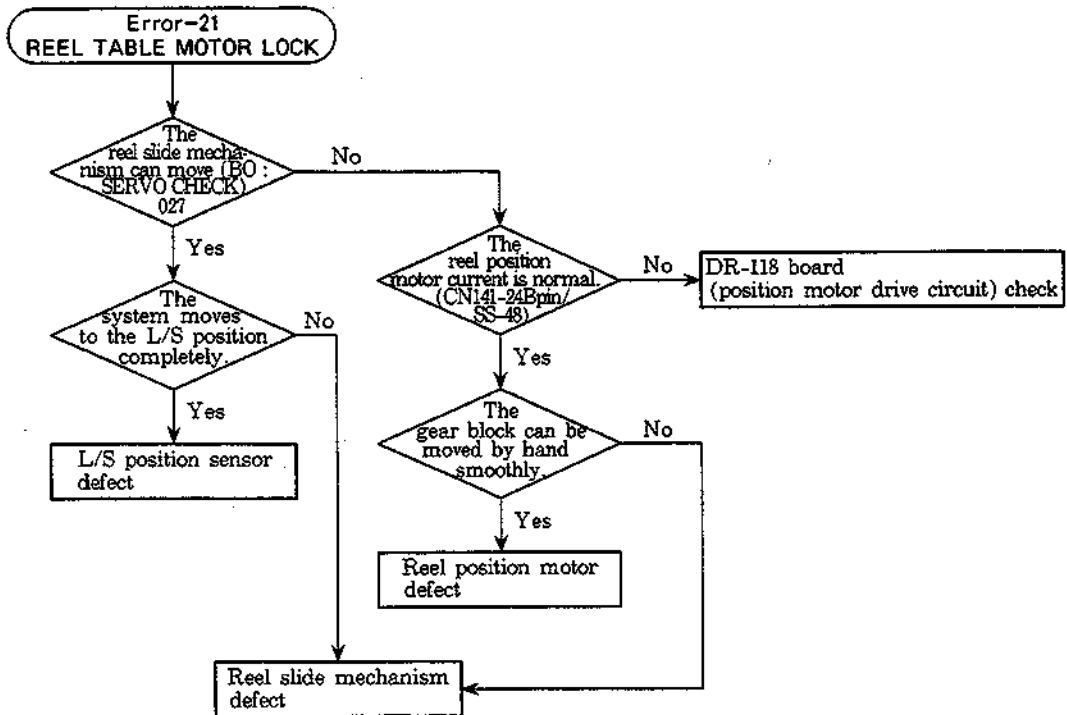 Error-21
REEL TABLE MOTOR LOCK
The
reel slide mecha-
nism can move (BO :
SERVO CHECK)
027
No
Yes
The
reel position
motor current is normal.
(CN141-24Bpin/
SS-48)
No
DR-118 board
(position motor drive circuit) check
The
system moves
to the L/S position
completely.
No
Yes
Yes
The
gear block can be
moved by hand
smoothly.
No
L/S position sensor
defect
Yes
Reel position motor
defect
Reel slide mechanism
defect